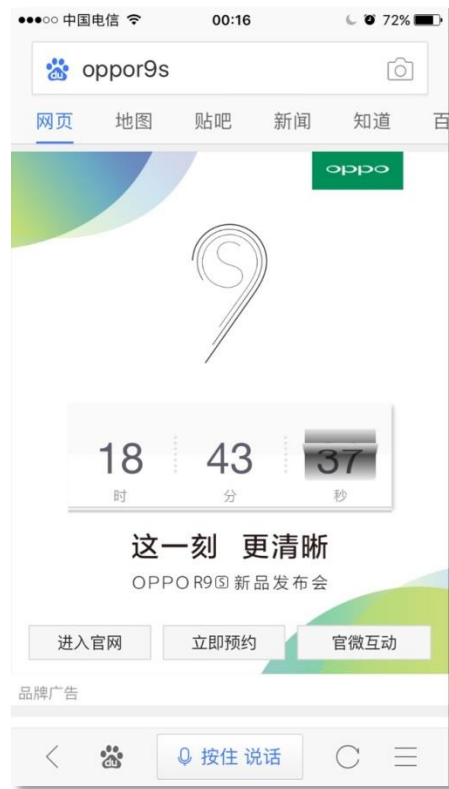 中国电信 00:16 72%
du oppor9s
网页 地图 贴吧 新闻 知道 百
oppo
9S
18 43 37
时 分 秒
这一刻 更清晰
OPPO R9S 新品发布会
进入官网 立即预约 官微互动
品牌广告
du 按住 说话